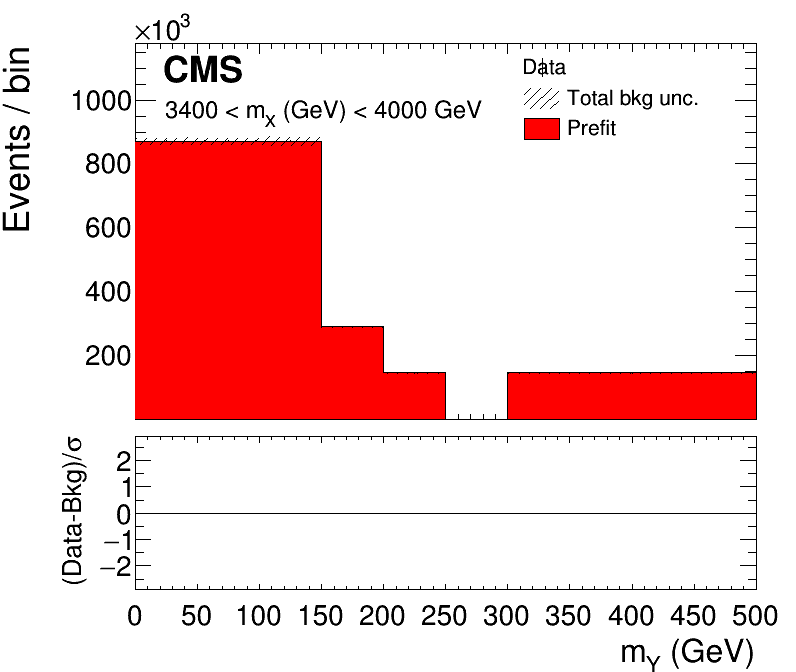 ×10³
CMS
3400 < mX (GeV) < 4000 GeV
Data
Total bkg unc.
Prefit
Events / bin
1000
800
600
400
200
(Data-Bkg)/σ
2
1
0
−1
−2
0 50 100 150 200 250 300 350 400 450 500
mY (GeV)